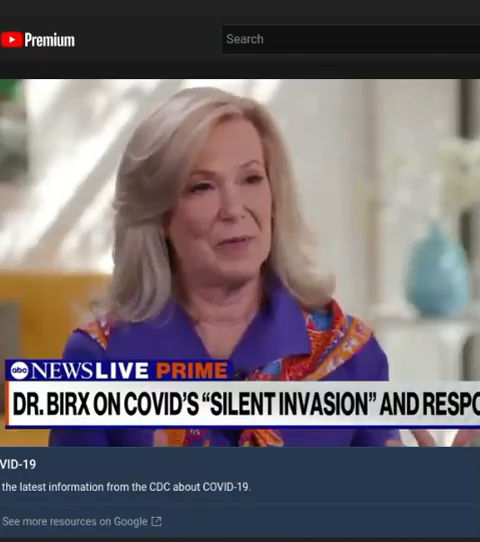 Premium
Search
abc NEWS LIVE PRIME
DR. BIRX ON COVID'S “SILENT INVASION” AND RESPO
VID-19
the latest information from the CDC about COVID-19.
See more resources on Google